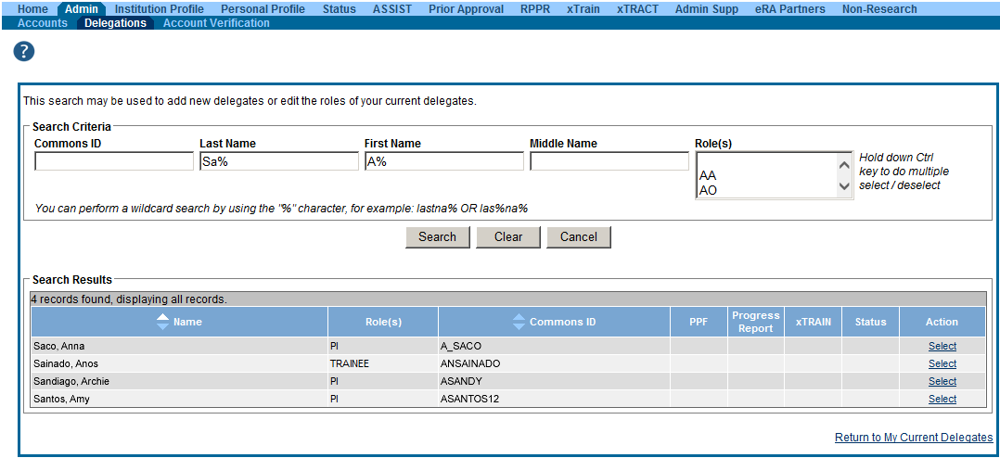 Home Admin Institution Profile Personal Profile Status ASSIST Prior Approval RPPR xTrain xTRACT Admin Supp eRA Partners Non-Research
Accounts Delegations Account Verification
?
This search may be used to add new delegates or edit the roles of your current delegates.
Search Criteria
Commons ID Last Name First Name Middle Name Role(s)
Sa% A%
AA
AO
Hold down Ctrl
key to do multiple
select / deselect
You can perform a wildcard search by using the "%" character, for example: lastna% OR las%na%
Search Clear Cancel
Search Results
4 records found, displaying all records.
Name Role(s) Commons ID PPF Progress Report xTRAIN Status Action
Saco, Anna PI A_SACO Select
Sainado, Anos TRAINEE ANSAINADO Select
Sandiago, Archie PI ASANDY Select
Santos, Amy PI ASANTOS12 Select
Return to My Current Delegates